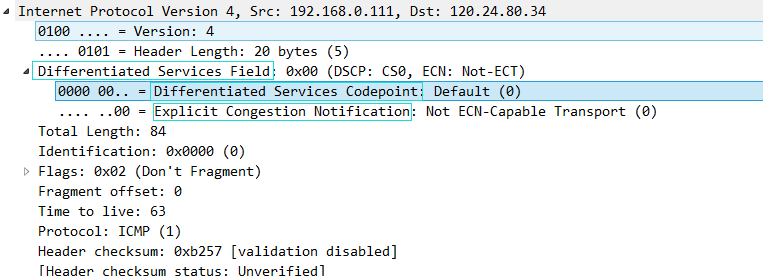 Internet Protocol Version 4, Src: 192.168.0.111, Dst: 120.24.80.34
0100 .... = Version: 4
.... 0101 = Header Length: 20 bytes (5)
Differentiated Services Field: 0x00 (DSCP: CS0, ECN: Not-ECT)
0000 00.. = Differentiated Services Codepoint: Default (0)
.... ..00 = Explicit Congestion Notification: Not ECN-Capable Transport (0)
Total Length: 84
Identification: 0x0000 (0)
Flags: 0x02 (Don't Fragment)
Fragment offset: 0
Time to live: 63
Protocol: ICMP (1)
Header checksum: 0xb257 [validation disabled]
[Header checksum status: Unverified]